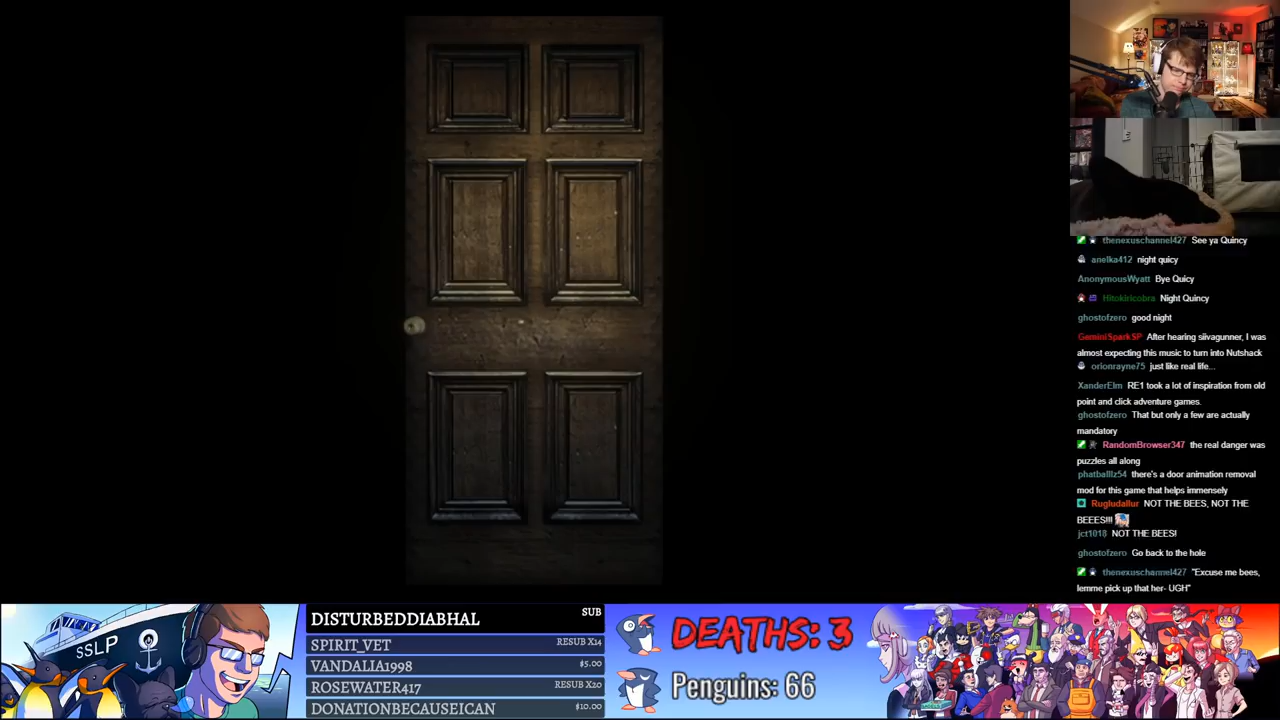 thenexuschannel427 See ya Quincy
anelka412 night quicy
AnonymousWyatt Bye Quicy
Hitokiricobra Night Quincy
ghostofzero good night
GeminiSparkSP After hearing siivagunner, I was
almost expecting this music to turn into Nutshack
orionrayne75 just like real life...
XanderElm RE1 took a lot of inspiration from old
point and click adventure games.
ghostofzero That but only a few are actually
mandatory
RandomBrowser347 the real danger was
puzzles all along
phatballlz54 there's a door animation removal
mod for this game that helps immensely
Rugludallur NOT THE BEES, NOT THE
BEEES!!!
jct1018 NOT THE BEES!
ghostofzero Go back to the hole
thenexuschannel427 "Excuse me bees,
lemme pick up that her- UGH"
SSLP
DISTURBEDDIABHAL SUB
SPIRIT_VET RESUB X14
VANDALIA1998 $5.00
ROSEWATER417 RESUB X20
DONATIONBECAUSEICAN $10.00
DEATHS: 3
Penguins: 66